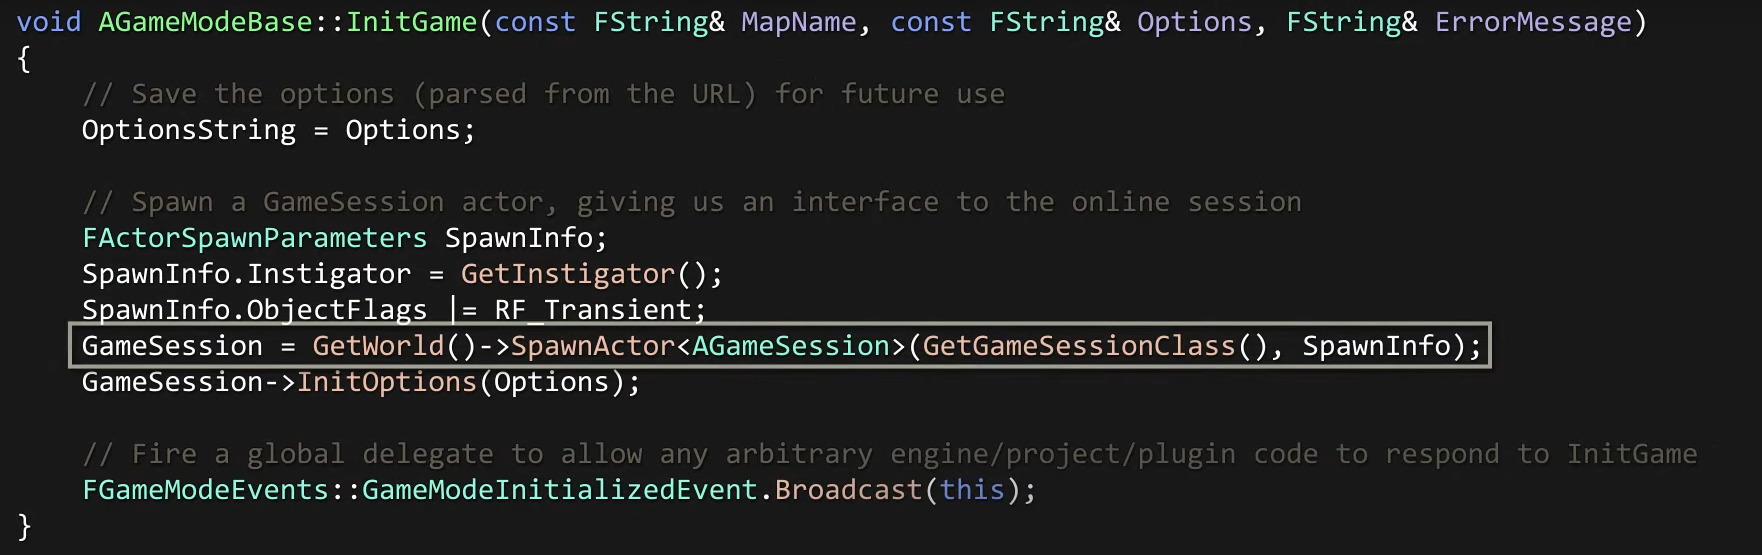 void AGameModeBase::InitGame(const FString& MapName, const FString& Options, FString& ErrorMessage)
{
    // Save the options (parsed from the URL) for future use
    OptionsString = Options;

    // Spawn a GameSession actor, giving us an interface to the online session
    FActorSpawnParameters SpawnInfo;
    SpawnInfo.Instigator = GetInstigator();
    SpawnInfo.ObjectFlags |= RF_Transient;
    GameSession = GetWorld()->SpawnActor<AGameSession>(GetGameSessionClass(), SpawnInfo);
    GameSession->InitOptions(Options);

    // Fire a global delegate to allow any arbitrary engine/project/plugin code to respond to InitGame
    FGameModeEvents::GameModeInitializedEvent.Broadcast(this);
}